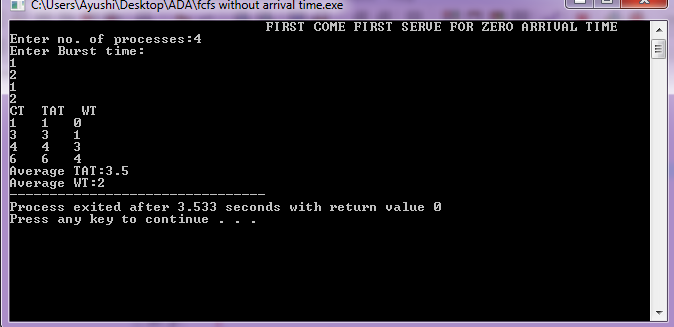 C:\Users\Ayushi\Desktop\ADA\fcfs without arrival time.exe
FIRST COME FIRST SERVE FOR ZERO ARRIVAL TIME
Enter no. of processes:4
Enter Burst time:
1
2
1
2
CT TAT WT
1 1 0
3 3 1
4 4 3
6 6 4
Average TAT:3.5
Average WT:2
--------------------------------
Process exited after 3.533 seconds with return value 0
Press any key to continue . . .